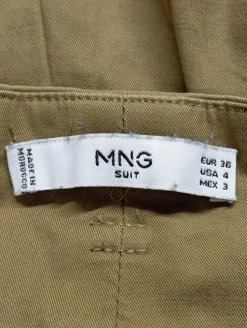 MADE IN
MOROCCO
MNG
SUIT
EUR 36
USA 4
MEX 3